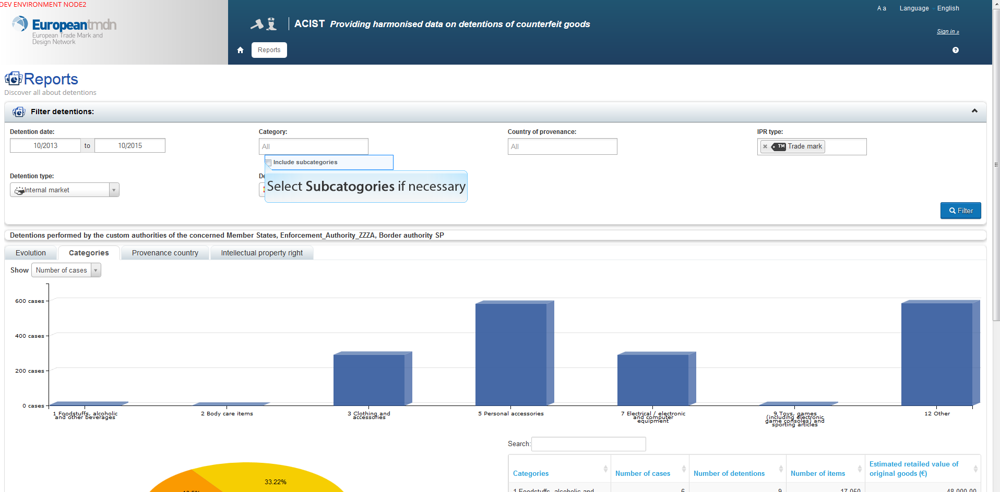 DEV ENVIRONMENT NODE2
Europeantmdn
European Trade Mark and
Design Network
ACIST Providing harmonised data on detentions of counterfeit goods
A a Language English
Sign in »
Reports
Reports
Discover all about detentions
Filter detentions:
Detention date:
10/2013 to 10/2015
Category:
All
Include subcategories
Country of provenance:
All
IPR type:
TM Trade mark
Detention type:
Internal market
Select Subcatogories if necessary
Filter
Detentions performed by the custom authorities of the concerned Member States, Enforcement_Authority_ZZZA, Border authority SP
Evolution Categories Provenance country Intellectual property right
Show Number of cases
600 cases
400 cases
200 cases
0 cases
1 Foodstuffs, alcoholic
and other beverages
2 Body care items
3 Clothing and
accessories
5 Personal accessories
7 Electrical / electronic
and computer
equipment
9 Toys, games
(including electronic
game consoles) and
sporting articles
12 Other
33.22%
Search:
Categories Number of cases Number of detentions Number of items Estimated retailed value of
original goods (€)
1 Foodstuffs, alcoholic and 6 9 17,050 48,000.00